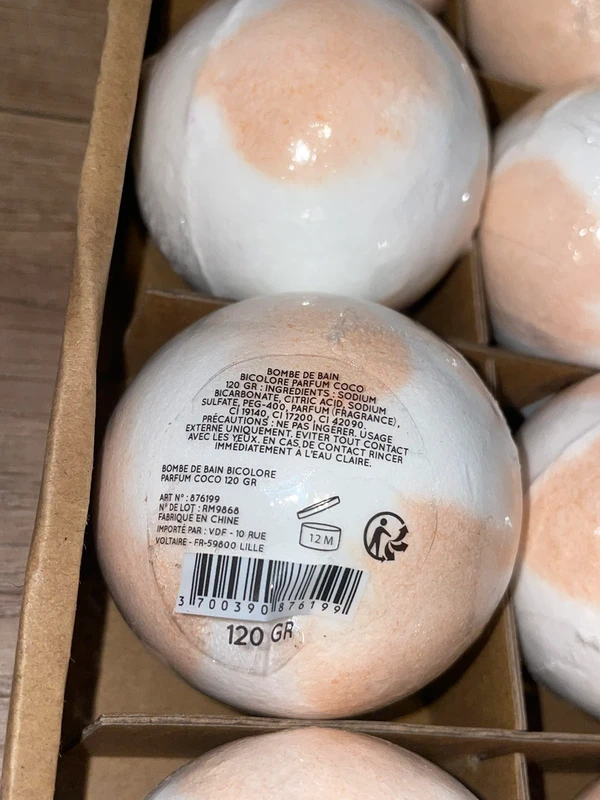 BOMBE DE BAIN
BICOLORE PARFUM COCO
120 GR : INGRÉDIENTS : SODIUM
BICARBONATE, CITRIC ACID, SODIUM
SULFATE, PEG-400, PARFUM (FRAGRANCE),
CI 19140, CI 17200, CI 42090.
PRÉCAUTIONS : NE PAS INGÉRER. USAGE
EXTERNE UNIQUEMENT. EVITER TOUT CONTACT
AVEC LES YEUX. EN CAS DE CONTACT RINCER
IMMÉDIATEMENT A L'EAU CLAIRE.
BOMBE DE BAIN BICOLORE
PARFUM COCO 120 GR
ART N° : 876199
N° DE LOT : RM9868
FABRIQUÉ EN CHINE
IMPORTÉ PAR : VDF - 10 RUE
VOLTAIRE - FR-59800 LILLE
12 M
3 700390 876199
120 GR